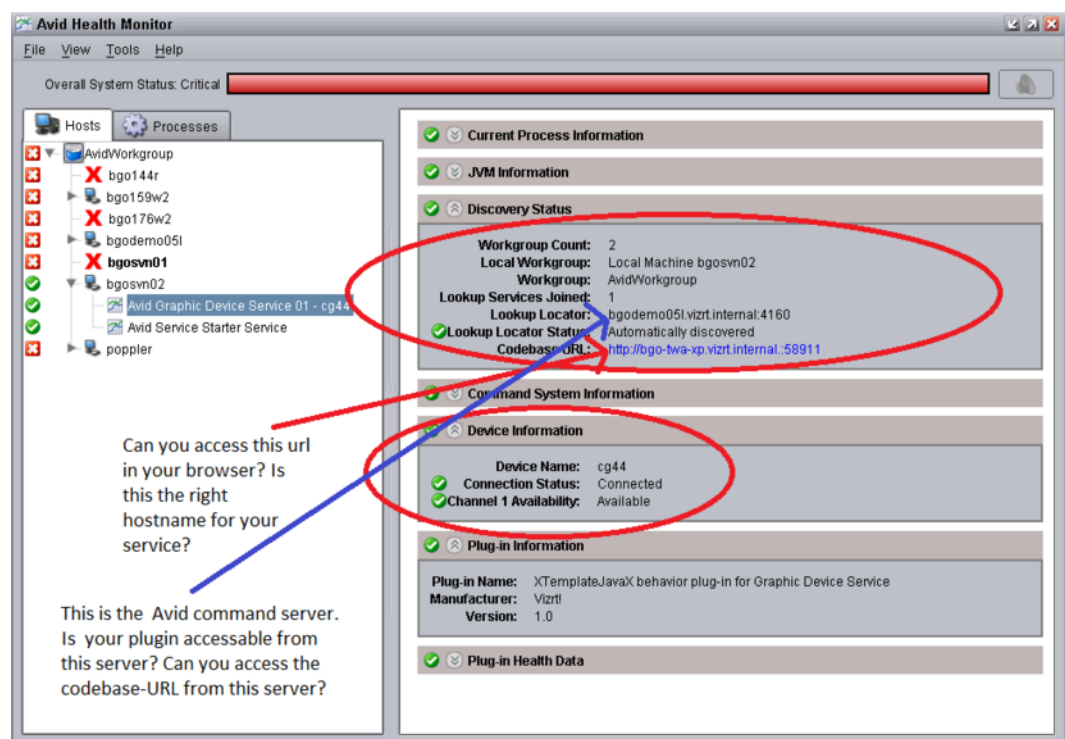 Avid Health Monitor
File View Tools Help
Overall System Status: Critical
Hosts Processes
AvidWorkgroup
bgo144r
bgo159w2
bgo176w2
bgodemo05l
bgosvn01
bgosvn02
Avid Graphic Device Service 01 - cg44
Avid Service Starter Service
poppler
Can you access this url
in your browser? Is
this the right
hostname for your
service?
This is the Avid command server.
Is your plugin accessable from
this server? Can you access the
codebase-URL from this server?
Current Process Information
JVM Information
Discovery Status
Workgroup Count: 2
Local Workgroup: Local Machine bgosvn02
Workgroup: AvidWorkgroup
Lookup Services Joined: 1
Lookup Locator: bgodemo05l.vizrt.internal:4160
Lookup Locator Status: Automatically discovered
Codebase URL: http://bgo-twa-xp.vizrt.internal.:58911
Command System Information
Device Information
Device Name: cg44
Connection Status: Connected
Channel 1 Availability: Available
Plug-in Information
Plug-in Name: XTemplateJavaX behavior plug-in for Graphic Device Service
Manufacturer: Vizrt!
Version: 1.0
Plug-in Health Data